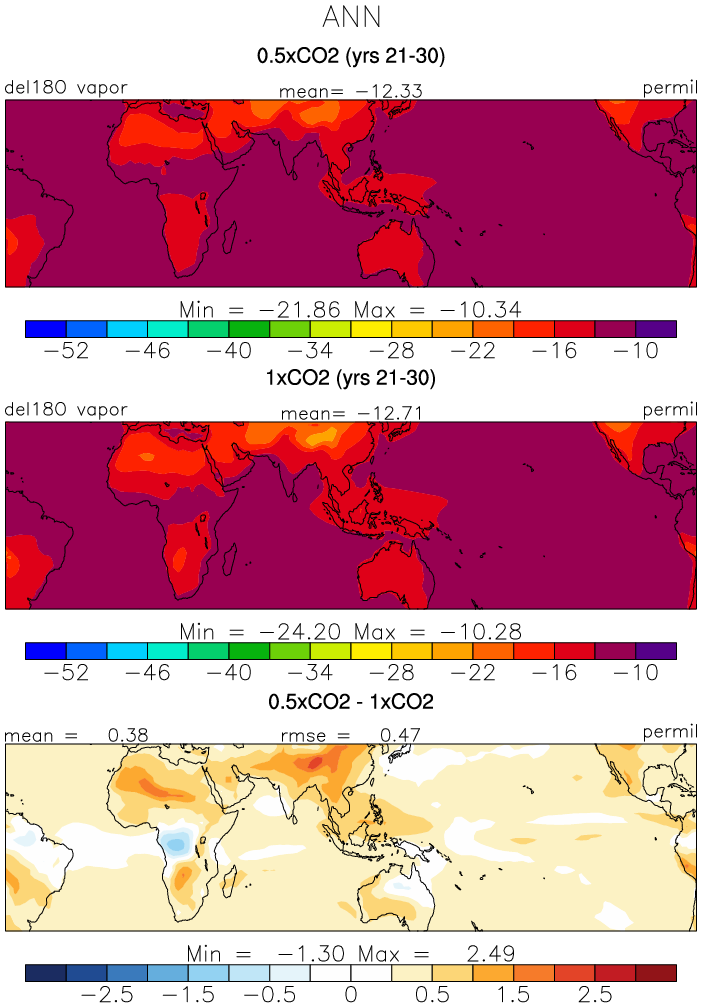 ANN
0.5xCO2 (yrs 21-30)
del18O vapor mean= −12.33 permil
Min = −21.86 Max = −10.34
−52 −46 −40 −34 −28 −22 −16 −10
1xCO2 (yrs 21-30)
del18O vapor mean= −12.71 permil
Min = −24.20 Max = −10.28
−52 −46 −40 −34 −28 −22 −16 −10
0.5xCO2 - 1xCO2
mean = 0.38 rmse = 0.47 permil
Min = −1.30 Max = 2.49
−2.5 −1.5 −0.5 0 0.5 1.5 2.5